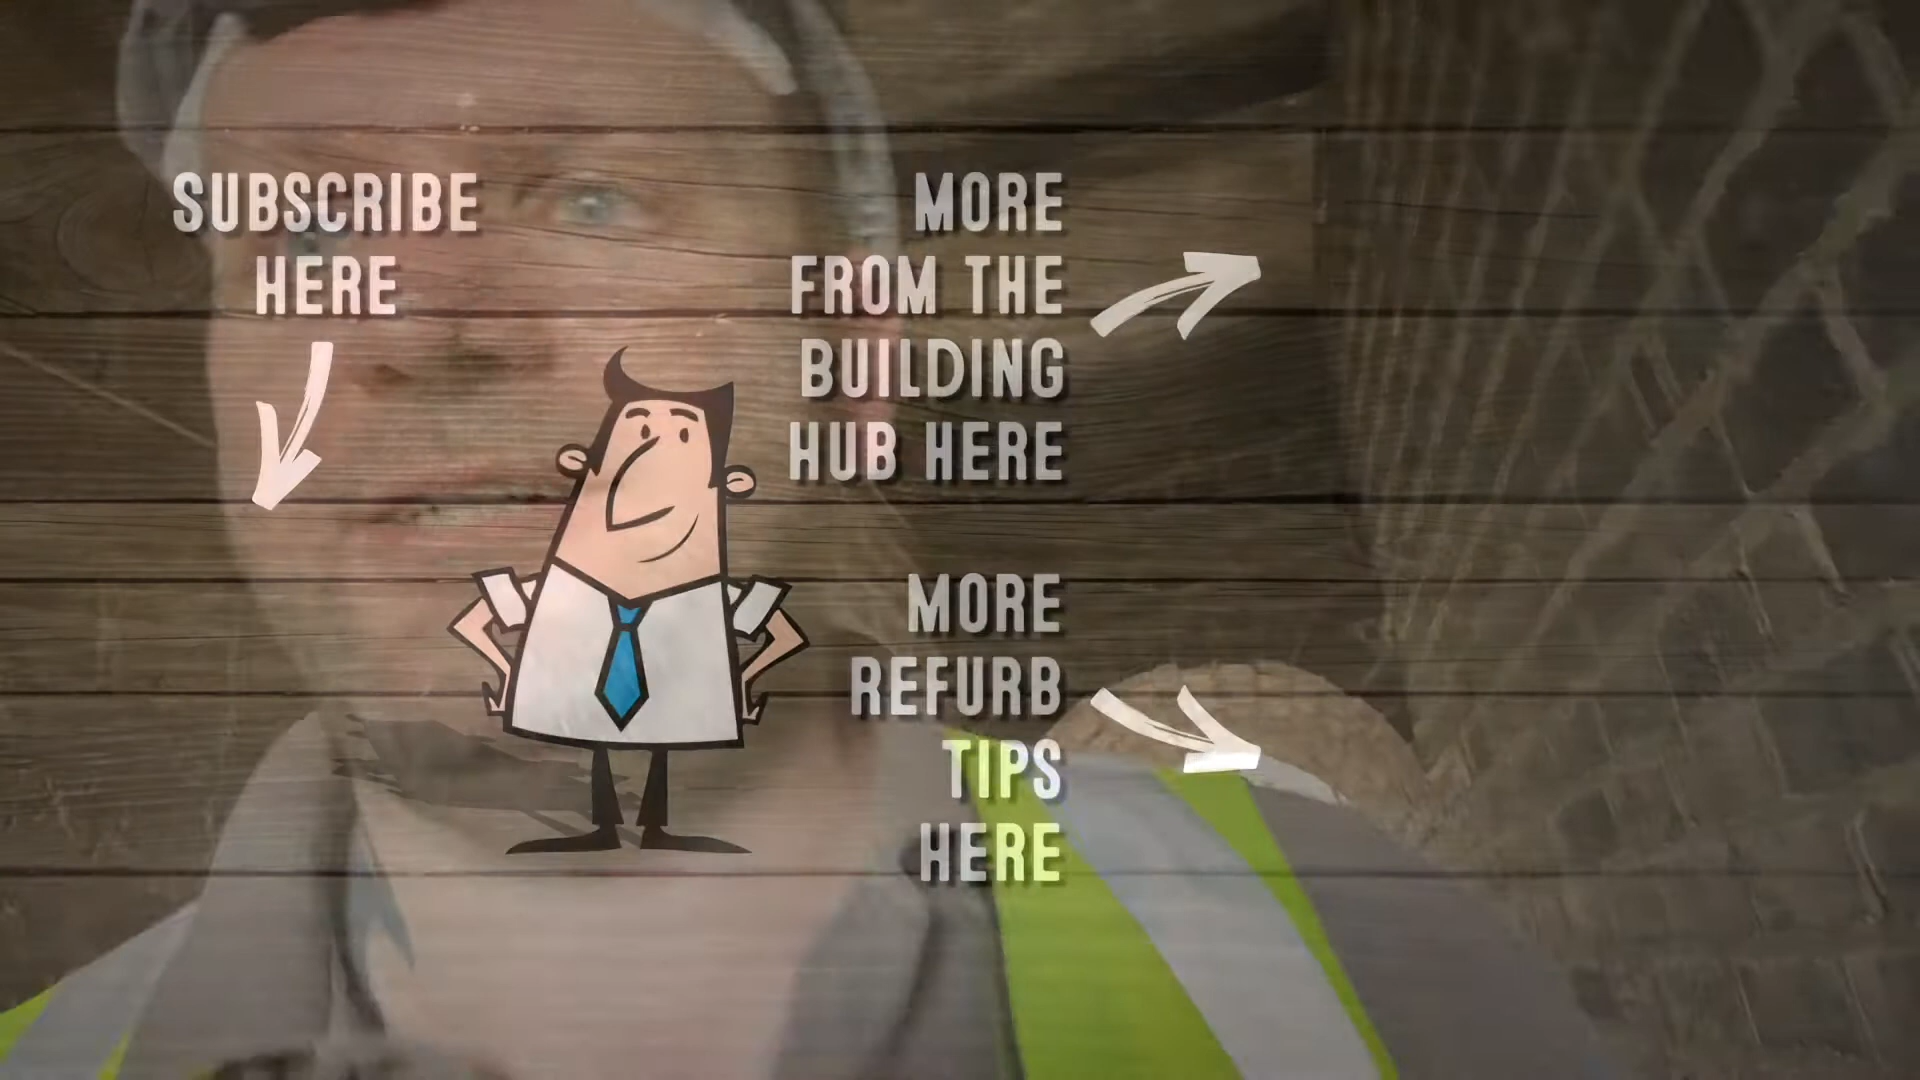 SUBSCRIBE
HERE
MORE
FROM THE
BUILDING
HUB HERE
MORE
REFURB
TIPS
HERE